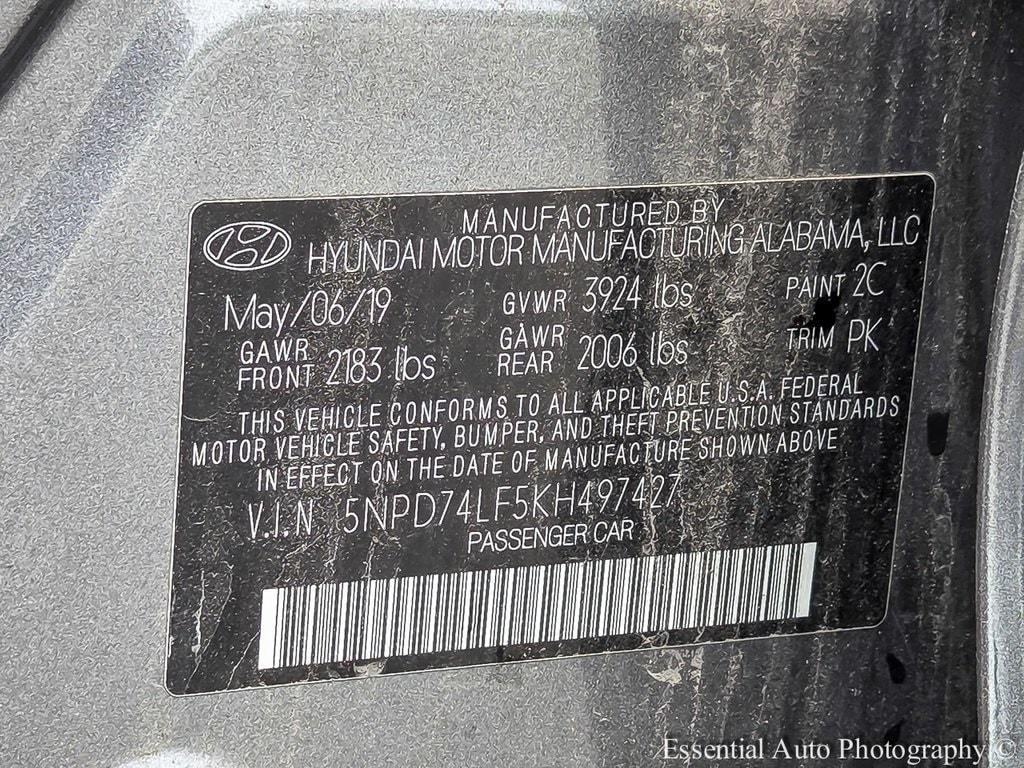 MANUFACTURED BY
HYUNDAI MOTOR MANUFACTURING ALABAMA, LLC
May/06/19 GVWR 3924 lbs PAINT 2C
GAWR FRONT 2183 lbs GAWR REAR 2006 lbs TRIM PK
THIS VEHICLE CONFORMS TO ALL APPLICABLE U.S.A. FEDERAL
MOTOR VEHICLE SAFETY, BUMPER, AND THEFT PREVENTION STANDARDS
IN EFFECT ON THE DATE OF MANUFACTURE SHOWN ABOVE
V.I.N 5NPD74LF5KH497427
PASSENGER CAR
Essential Auto Photography ©